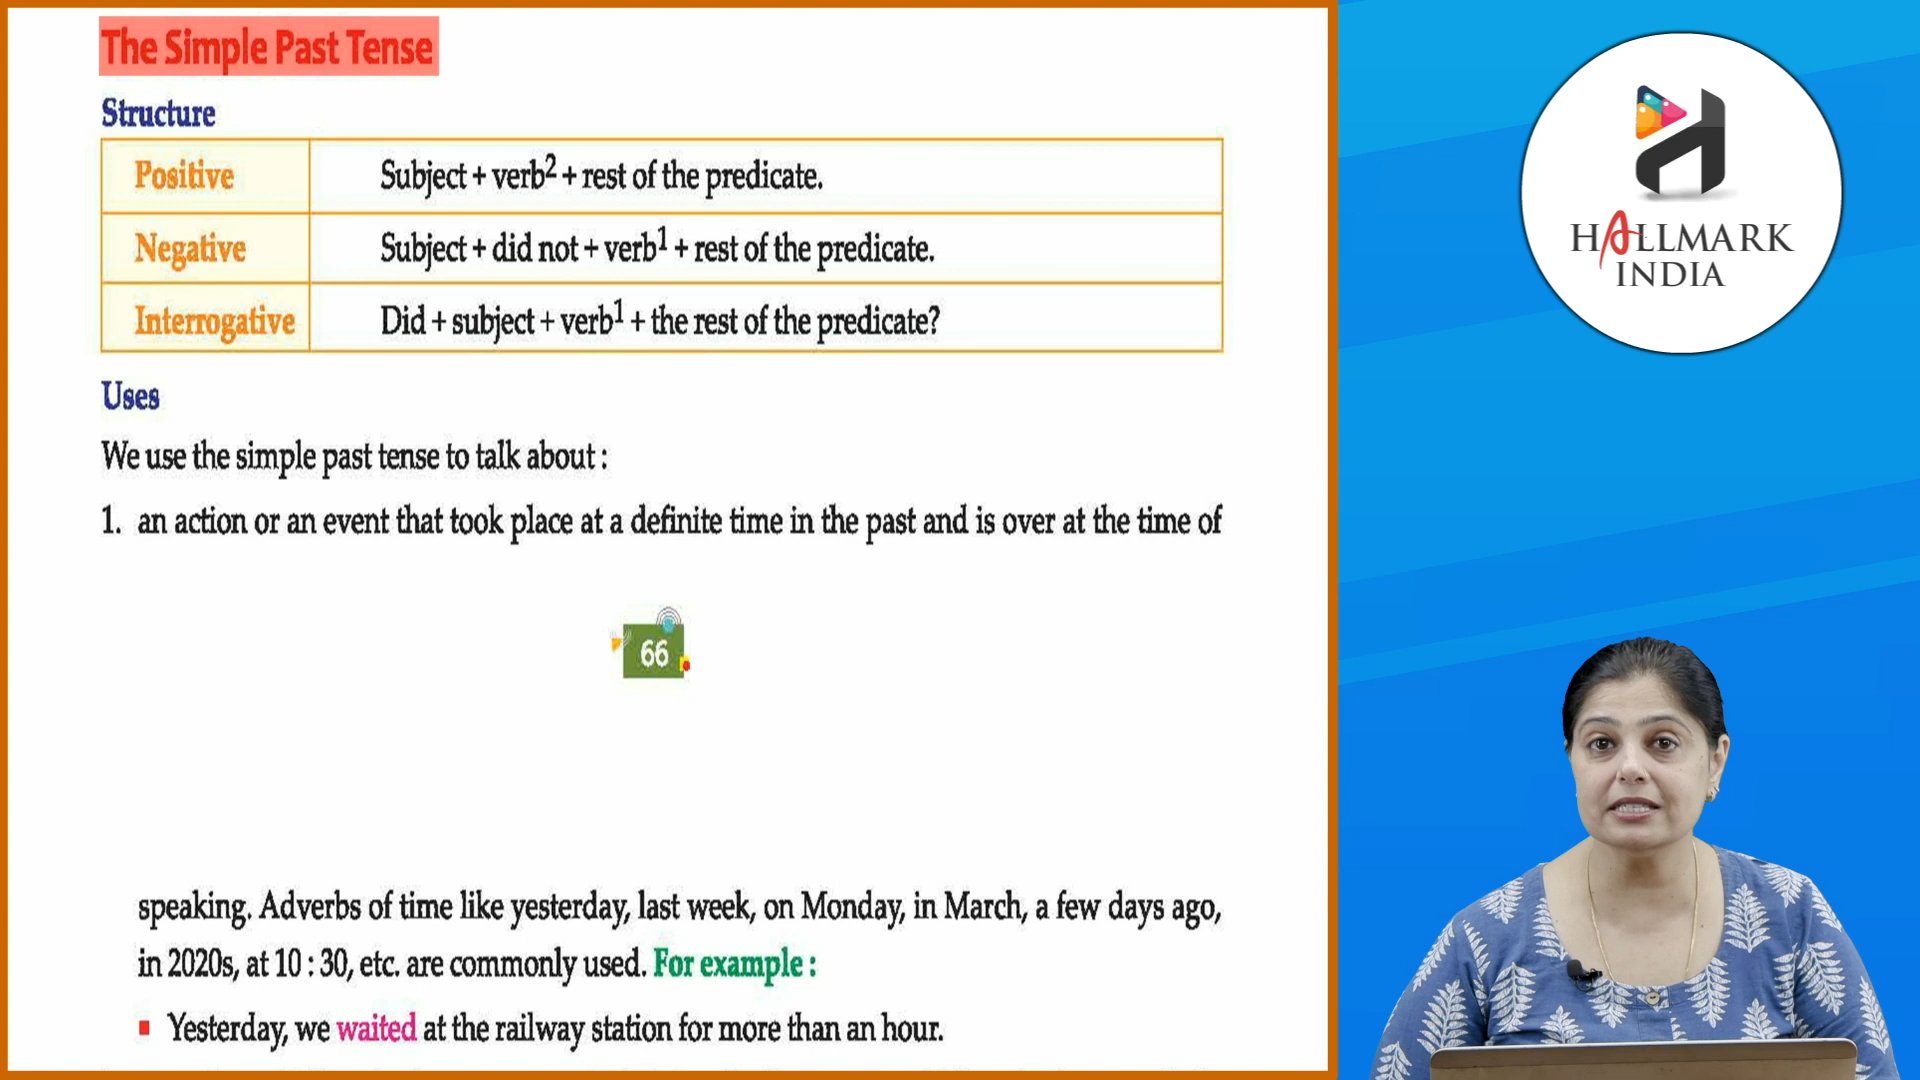 The Simple Past Tense
Structure
Positive Subject + verb² + rest of the predicate.
Negative Subject + did not + verb¹ + rest of the predicate.
Interrogative Did + subject + verb¹ + the rest of the predicate?
Uses
We use the simple past tense to talk about :
1. an action or an event that took place at a definite time in the past and is over at the time of
66
speaking. Adverbs of time like yesterday, last week, on Monday, in March, a few days ago,
in 2020s, at 10 : 30, etc. are commonly used. For example :
▪ Yesterday, we waited at the railway station for more than an hour.
HALLMARK
INDIA